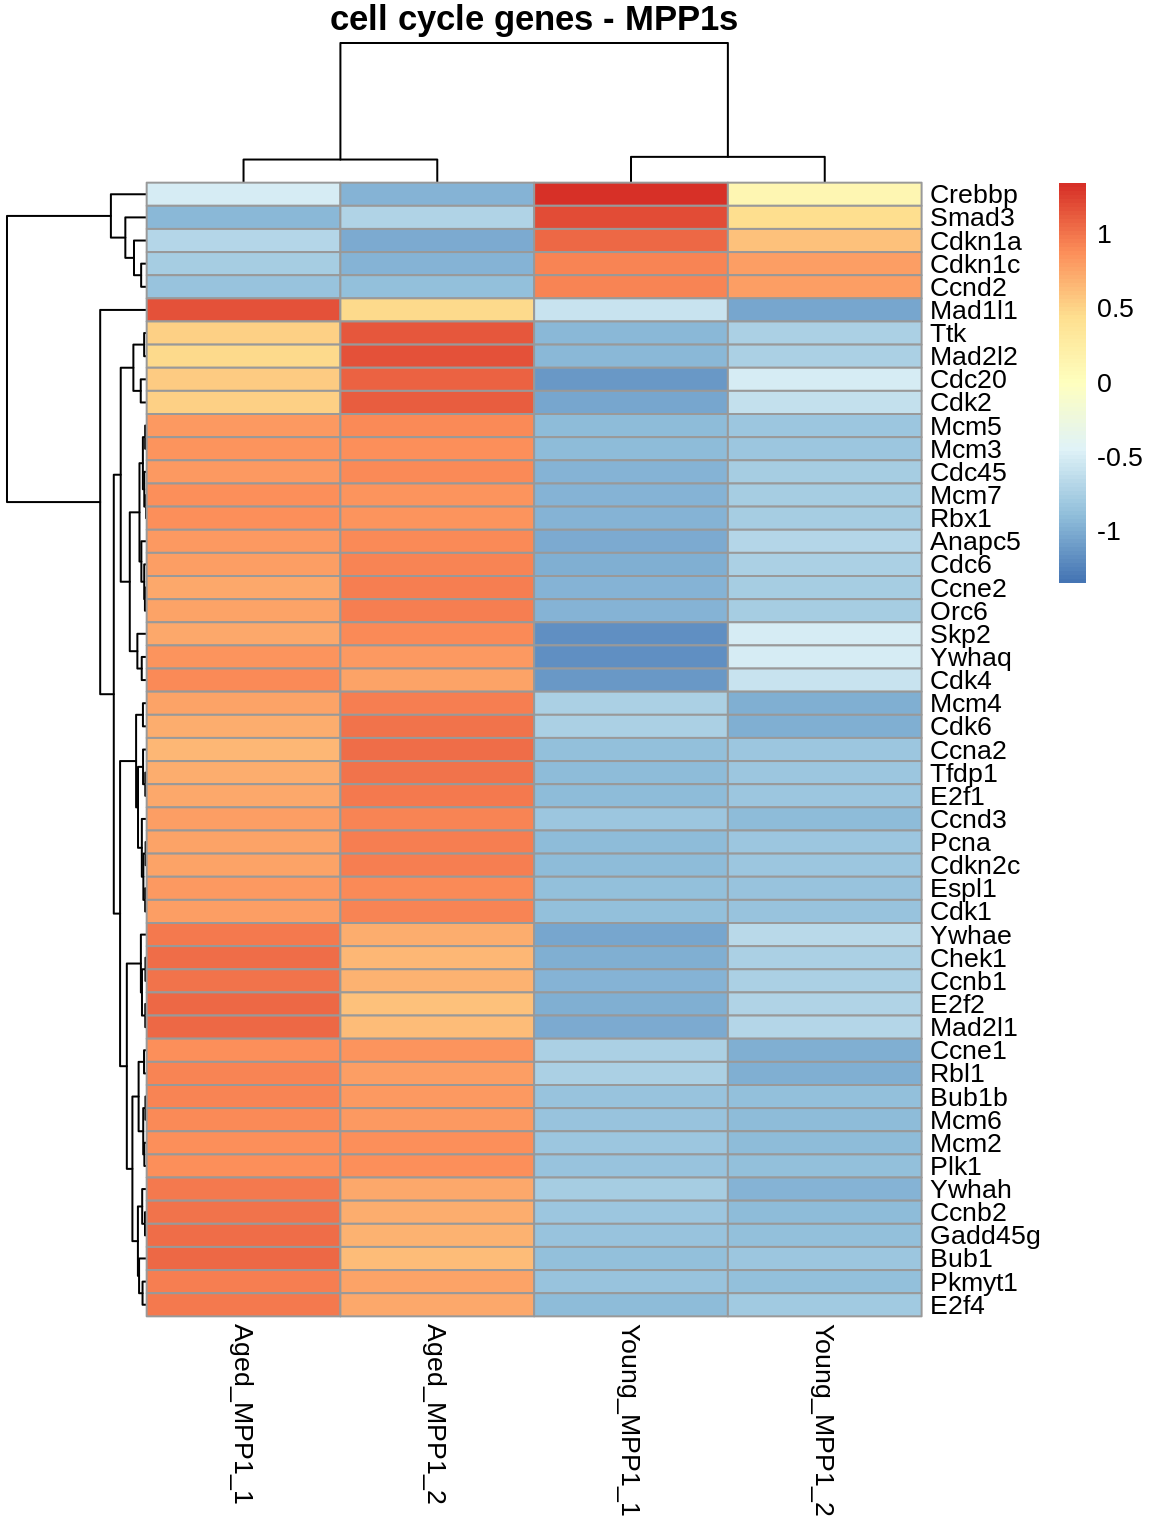 cell cycle genes - MPP1s
Crebbp
Smad3
Cdkn1a
Cdkn1c
Ccnd2
Mad1l1
Ttk
Mad2l2
Cdc20
Cdk2
Mcm5
Mcm3
Cdc45
Mcm7
Rbx1
Anapc5
Cdc6
Ccne2
Orc6
Skp2
Ywhaq
Cdk4
Mcm4
Cdk6
Ccna2
Tfdp1
E2f1
Ccnd3
Pcna
Cdkn2c
Espl1
Cdk1
Ywhae
Chek1
Ccnb1
E2f2
Mad2l1
Ccne1
Rbl1
Bub1b
Mcm6
Mcm2
Plk1
Ywhah
Ccnb2
Gadd45g
Bub1
Pkmyt1
E2f4
1
0.5
0
-0.5
-1
Aged_MPP1_1
Aged_MPP1_2
Young_MPP1_1
Young_MPP1_2